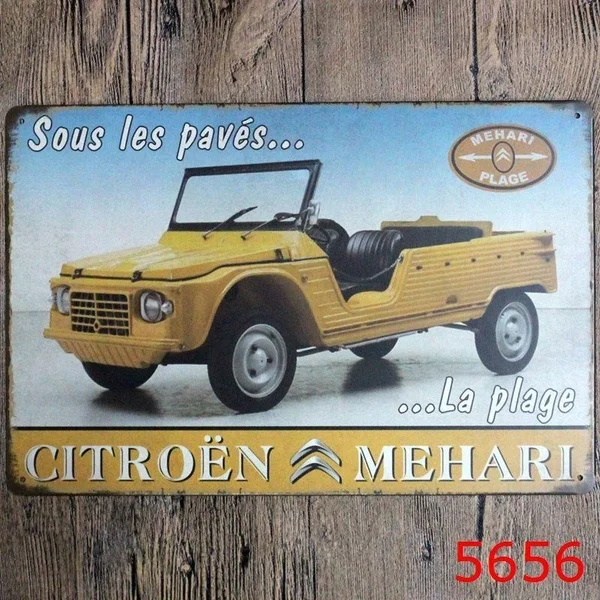 Sous les pavés...
MEHARI
PLAGE
...La plage
CITROËN MEHARI
5656